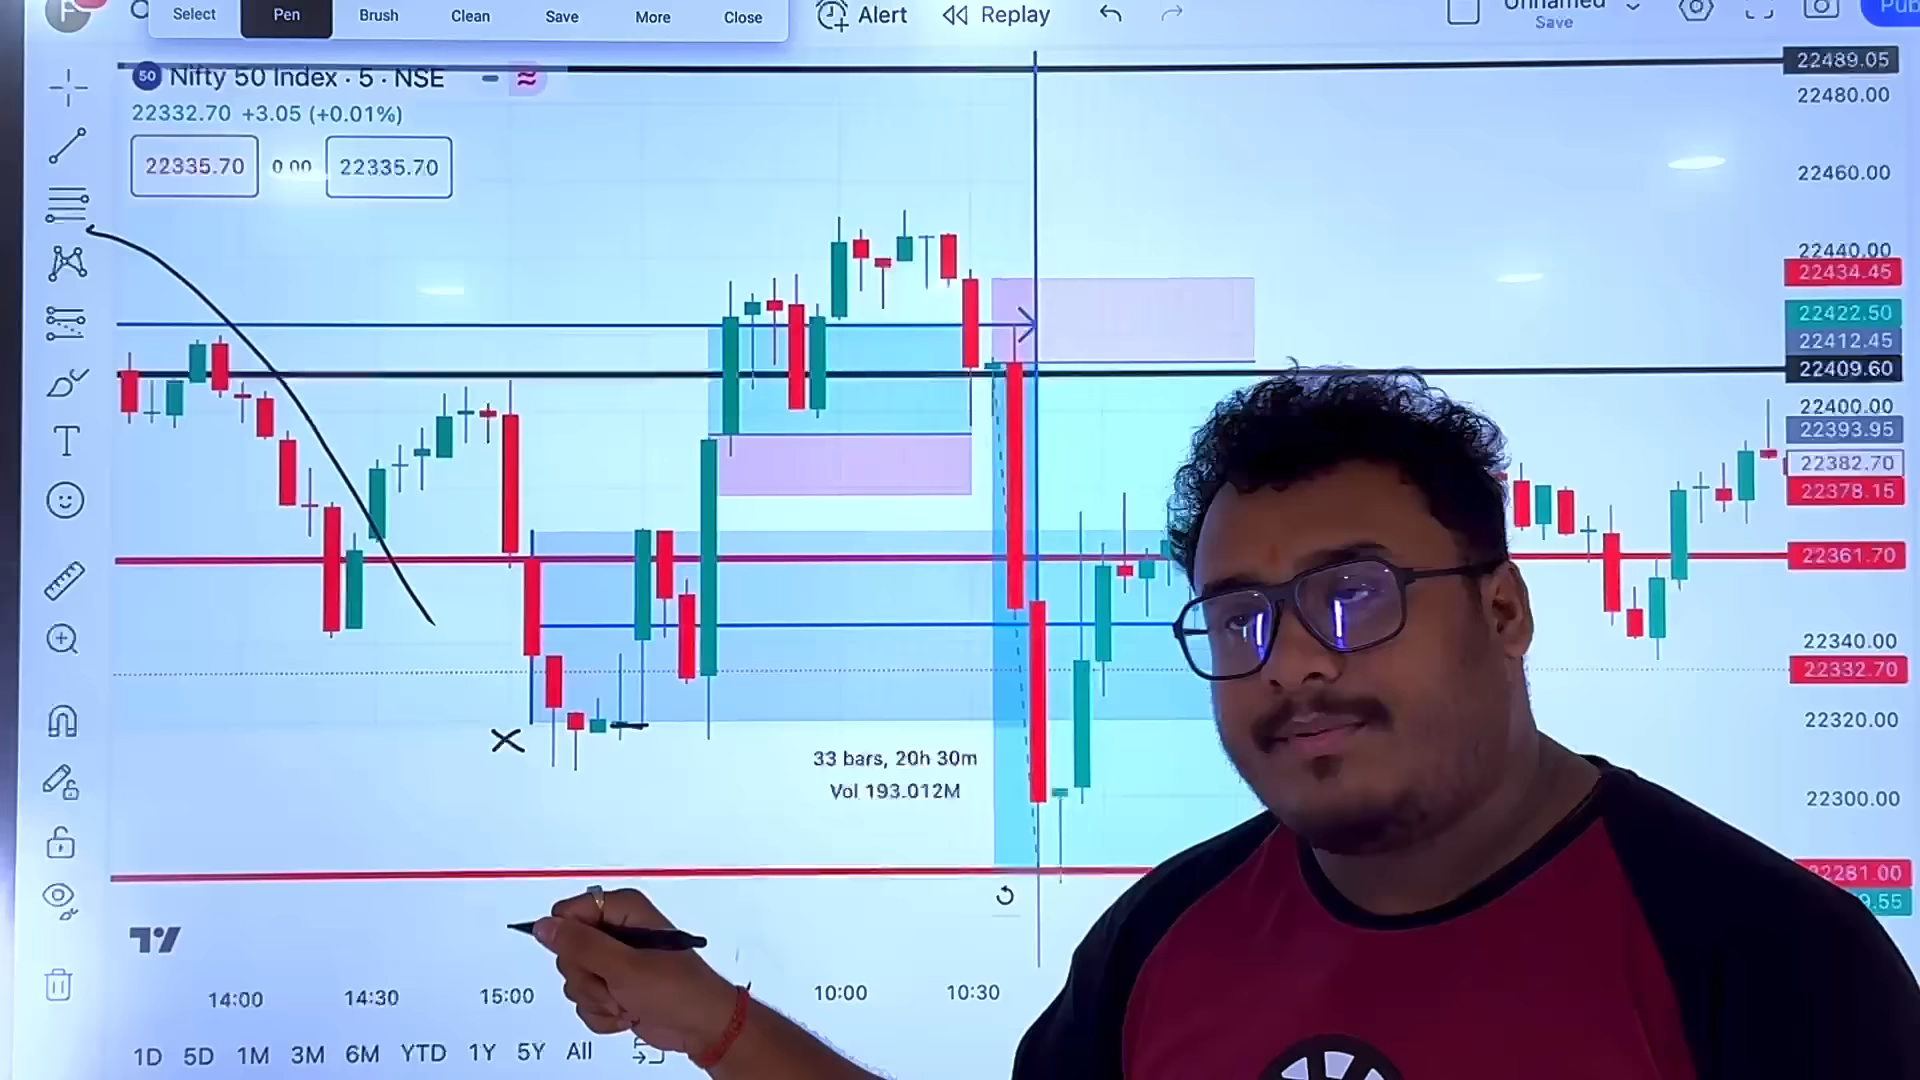 Select Pen Brush Clean Save More Close
Alert Replay
Save
50 Nifty 50 Index · 5 · NSE
22332.70 +3.05 (+0.01%)
22335.70 0.00 22335.70
22489.05
22480.00
22460.00
22440.00
22434.45
22422.50
22412.45
22409.60
22400.00
22393.95
22382.70
22378.15
22361.70
22340.00
22332.70
22320.00
22300.00
22281.00
33 bars, 20h 30m
Vol 193.012M
14:00 14:30 15:00 10:00 10:30
1D 5D 1M 3M 6M YTD 1Y 5Y All